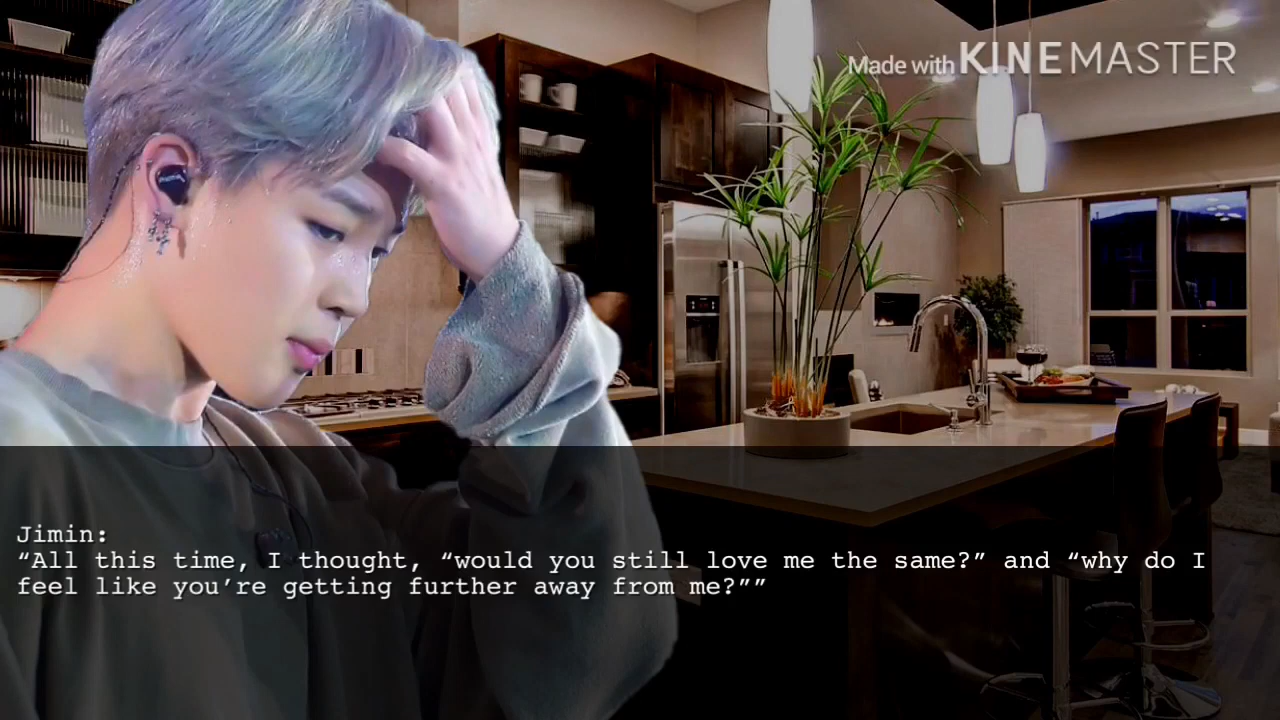 Made with KINEMASTER
Jimin:
“All this time, I thought, “would you still love me the same?” and “why do I
feel like you’re getting further away from me?””